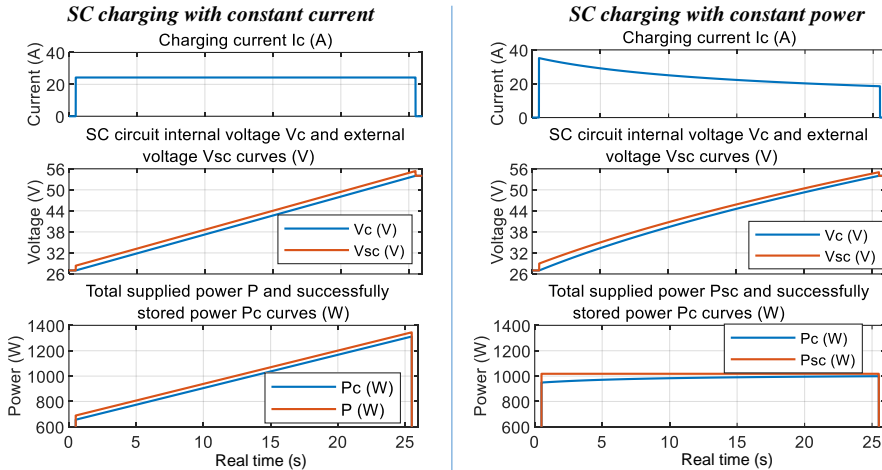 SC charging with constant current
Charging current Ic (A)
Current (A)
40
20
0
SC circuit internal voltage Vc and external
voltage Vsc curves (V)
Voltage (V)
56
50
44
38
32
26
Vc (V)
Vsc (V)
Total supplied power P and successfully
stored power Pc curves (W)
Power (W)
1400
1200
1000
800
600
Pc (W)
P (W)
0 5 10 15 20 25
Real time (s)
SC charging with constant power
Charging current Ic (A)
Current (A)
40
20
0
SC circuit internal voltage Vc and external
voltage Vsc curves (V)
Voltage (V)
56
50
44
38
32
26
Vc (V)
Vsc (V)
Total supplied power Psc and successfully
stored power Pc curves (W)
Power (W)
1400
1200
1000
800
600
Pc (W)
Psc (W)
0 5 10 15 20 25
Real time (s)